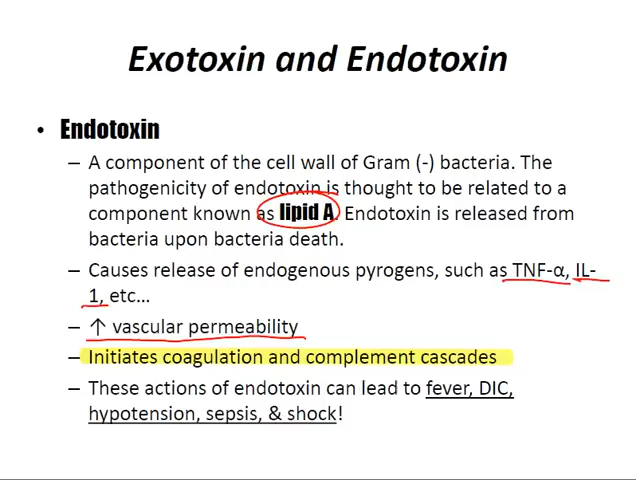 Exotoxin and Endotoxin
• Endotoxin
– A component of the cell wall of Gram (-) bacteria. The
pathogenicity of endotoxin is thought to be related to a
component known as lipid A. Endotoxin is released from
bacteria upon bacteria death.
– Causes release of endogenous pyrogens, such as TNF-α, IL-
1, etc…
– ↑ vascular permeability
– Initiates coagulation and complement cascades
– These actions of endotoxin can lead to fever, DIC,
hypotension, sepsis, & shock!